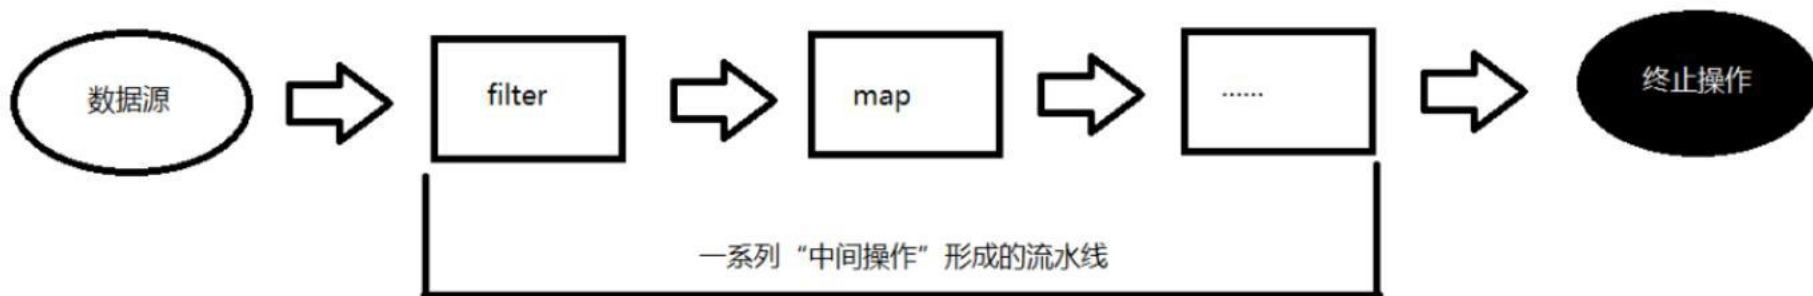 数据源
filter
map
......
终止操作
一系列“中间操作”形成的流水线